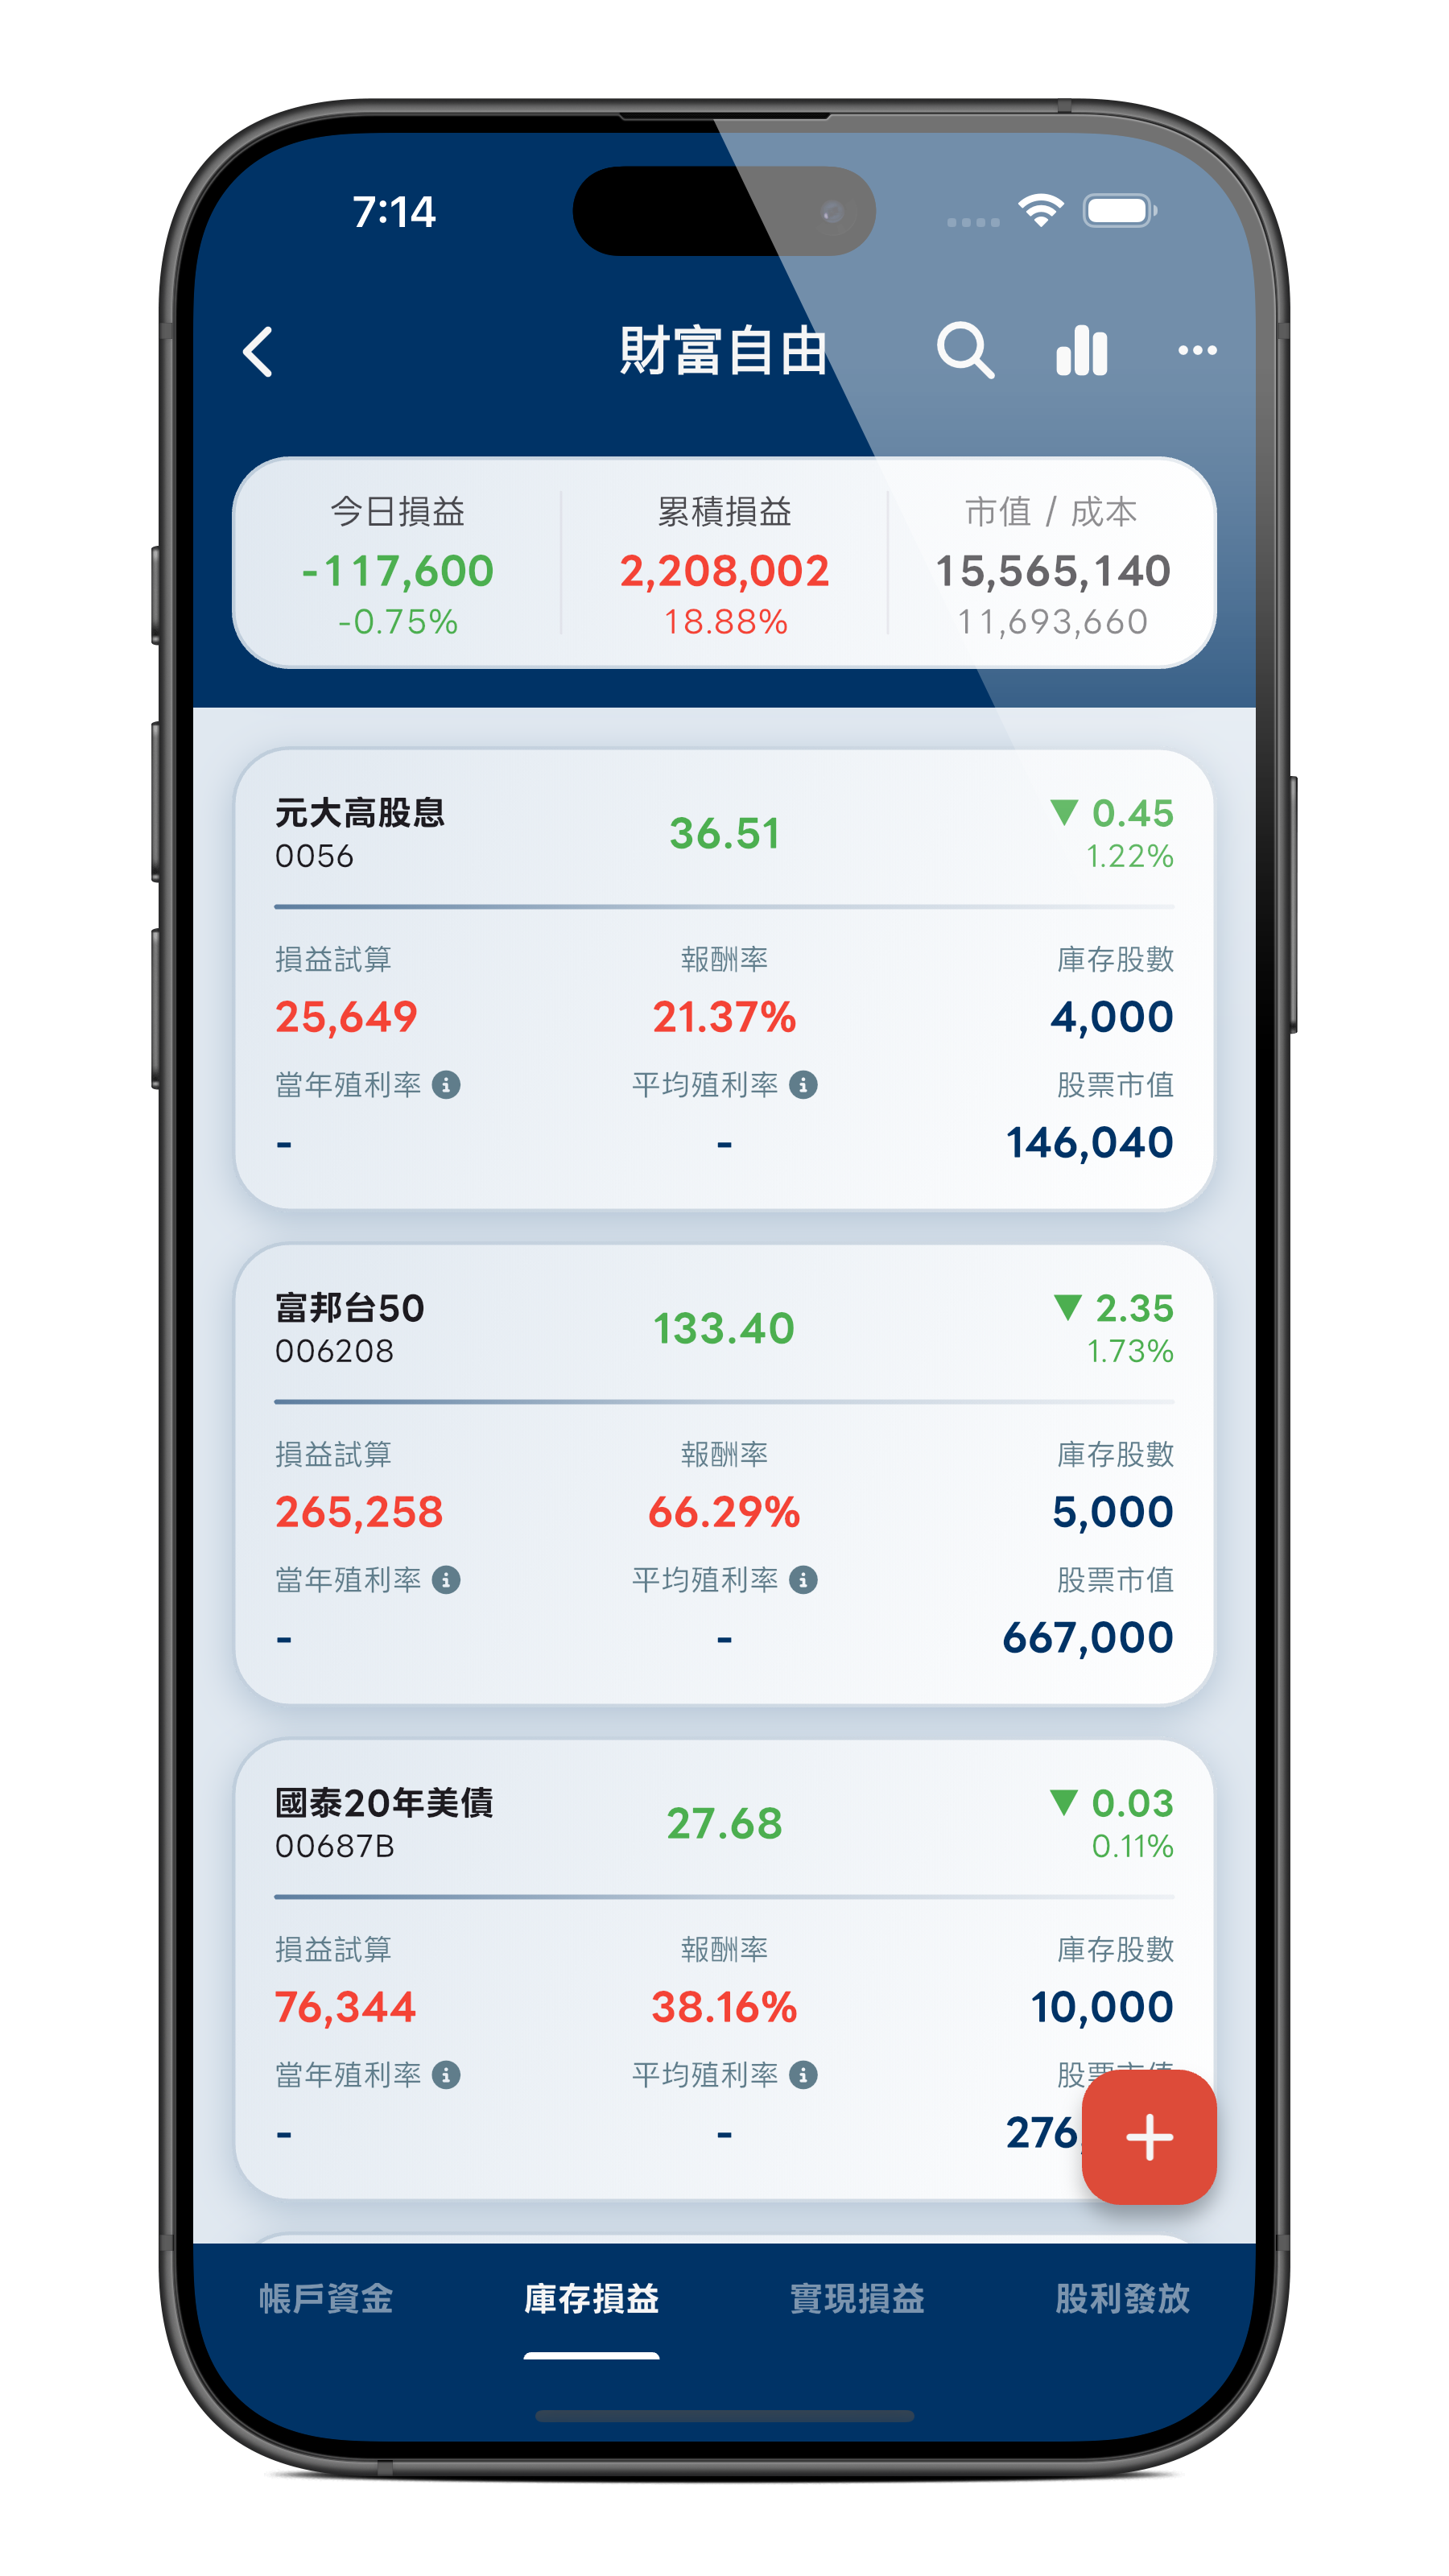 7:14
財富自由
今日損益 累積損益 市值 / 成本
-117,600 2,208,002 15,565,140
-0.75% 18.88% 11,693,660
元大高股息 36.51 ▼ 0.45
0056 1.22%
損益試算 報酬率 庫存股數
25,649 21.37% 4,000
當年殖利率 平均殖利率 股票市值
- - 146,040
富邦台50 133.40 ▼ 2.35
006208 1.73%
損益試算 報酬率 庫存股數
265,258 66.29% 5,000
當年殖利率 平均殖利率 股票市值
- - 667,000
國泰20年美債 27.68 ▼ 0.03
00687B 0.11%
損益試算 報酬率 庫存股數
76,344 38.16% 10,000
當年殖利率 平均殖利率 股票市值
- - 276,
+
帳戶資金 庫存損益 實現損益 股利發放